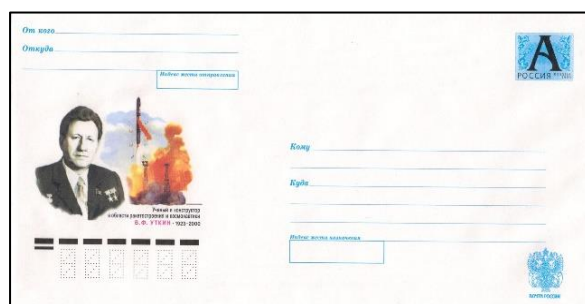 От кого
Откуда
Индекс места отправления
А
РОССИЯ
Ученый и конструктор
в области ракетостроения и космонавтики
В.Ф. УТКИН • 1923-2000
Кому
Куда
Индекс места назначения
ПОЧТА РОССИИ